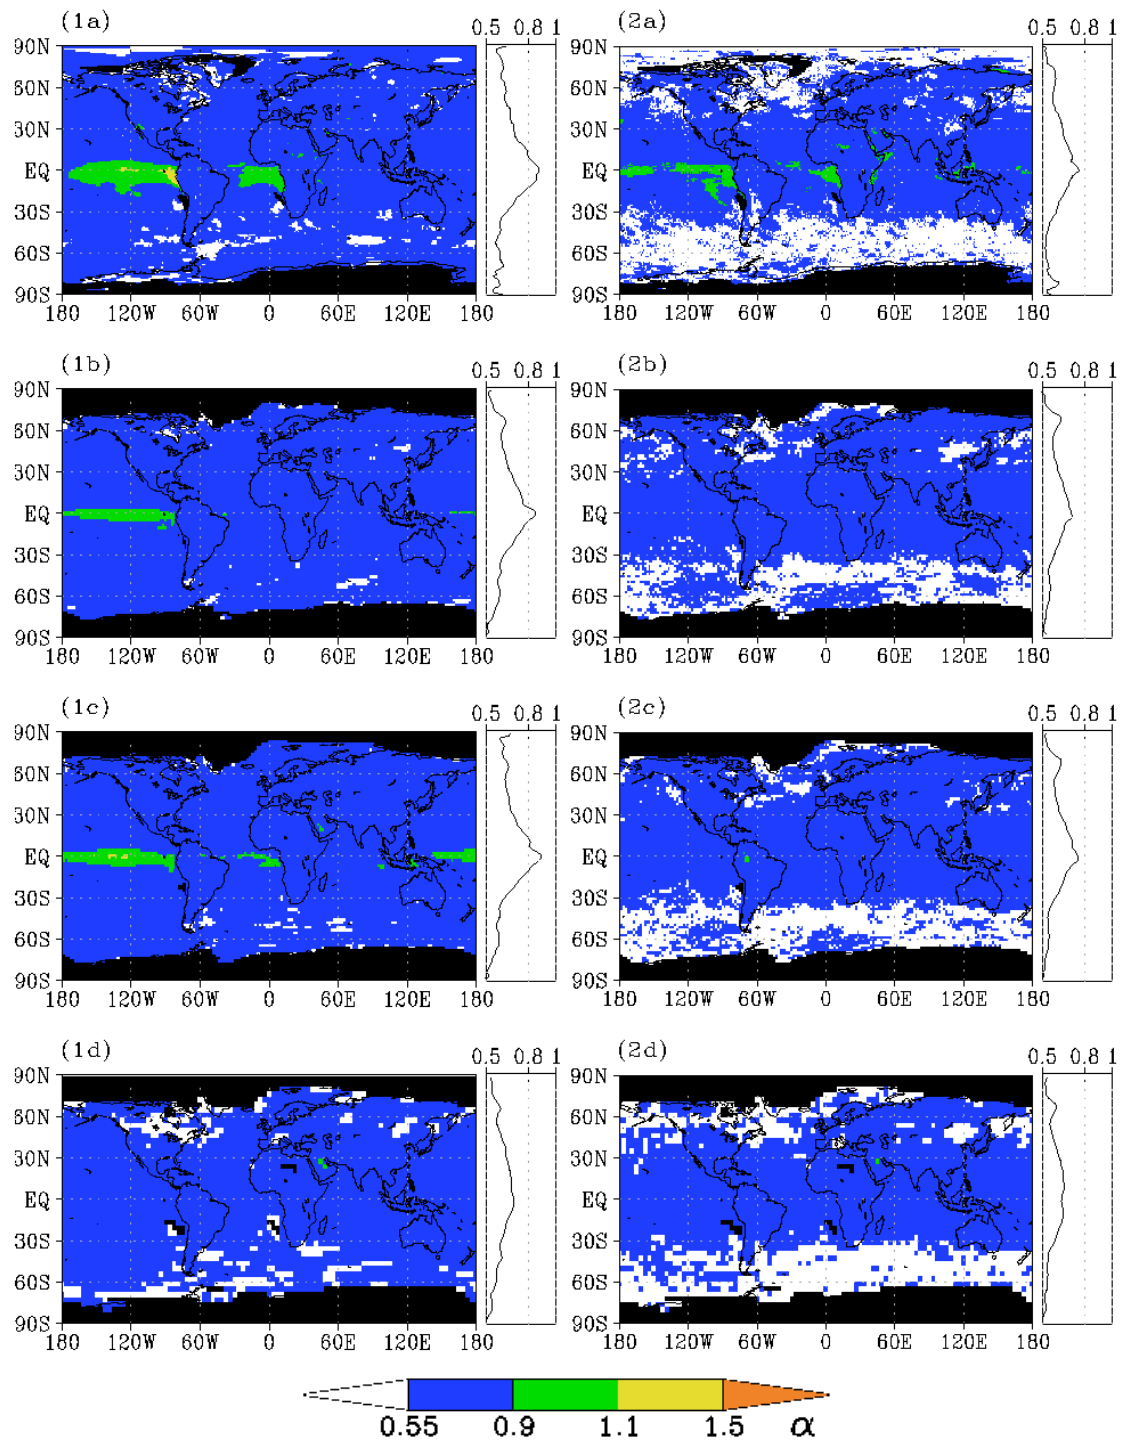 (1a) 0.5 0.8 1 (2a) 0.5 0.8 1
90N 90N
60N 60N
30N 30N
EQ EQ
30S 30S
60S 60S
90S 90S
180 120W 60W 0 60E 120E 180 180 120W 60W 0 60E 120E 180
(1b) 0.5 0.8 1 (2b) 0.5 0.8 1
90N 90N
60N 60N
30N 30N
EQ EQ
30S 30S
60S 60S
90S 90S
180 120W 60W 0 60E 120E 180 180 120W 60W 0 60E 120E 180
(1c) 0.5 0.8 1 (2c) 0.5 0.8 1
90N 90N
60N 60N
30N 30N
EQ EQ
30S 30S
60S 60S
90S 90S
180 120W 60W 0 60E 120E 180 180 120W 60W 0 60E 120E 180
(1d) 0.5 0.8 1 (2d) 0.5 0.8 1
90N 90N
60N 60N
30N 30N
EQ EQ
30S 30S
60S 60S
90S 90S
180 120W 60W 0 60E 120E 180 180 120W 60W 0 60E 120E 180
0.55 0.9 1.1 1.5 α